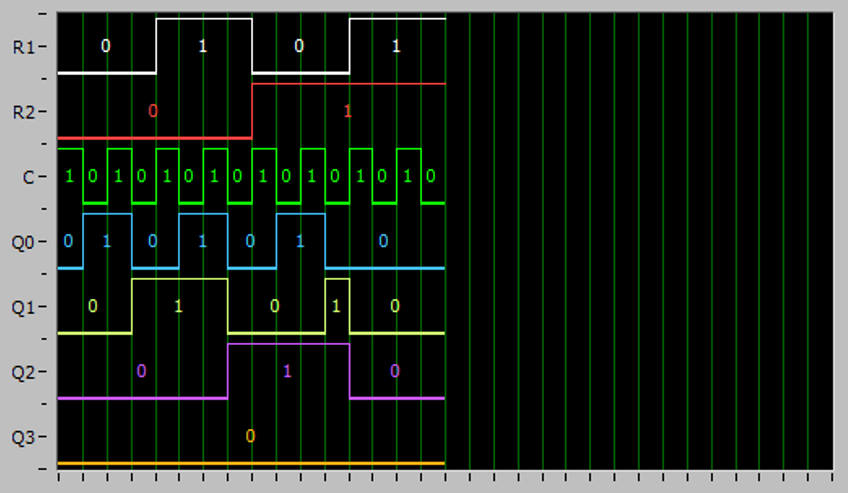 R1 0 1 0 1
R2 0 1
C 1 0 1 0 1 0 1 0 1 0 1 0 1 0 1 0
Q0 0 1 0 1 0 1 0
Q1 0 1 0 1 0
Q2 0 1 0
Q3 0